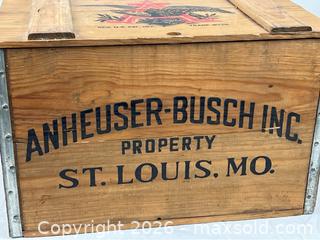 ANHEUSER-BUSCH INC.
PROPERTY
ST. LOUIS, MO.
Copyright 2026 - maxsold.com